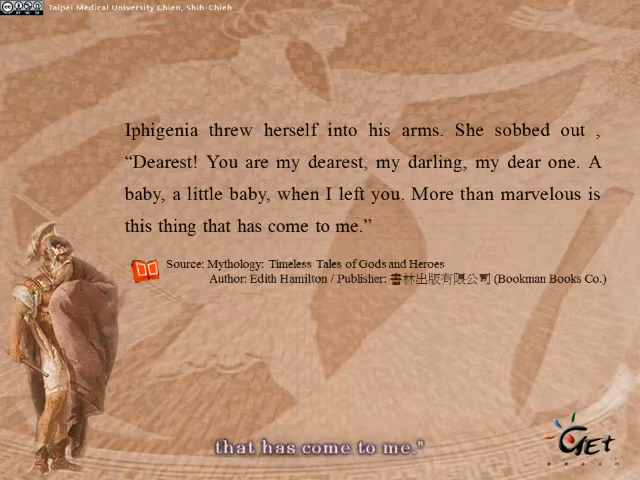 Taipei Medical University Chien, Shih-Chieh
Iphigenia threw herself into his arms. She sobbed out ,
“Dearest! You are my dearest, my darling, my dear one. A
baby, a little baby, when I left you. More than marvelous is
this thing that has come to me.”
Source: Mythology: Timeless Tales of Gods and Heroes
Author: Edith Hamilton / Publisher: 書林出版有限公司 (Bookman Books Co.)
that has come to me."
GET